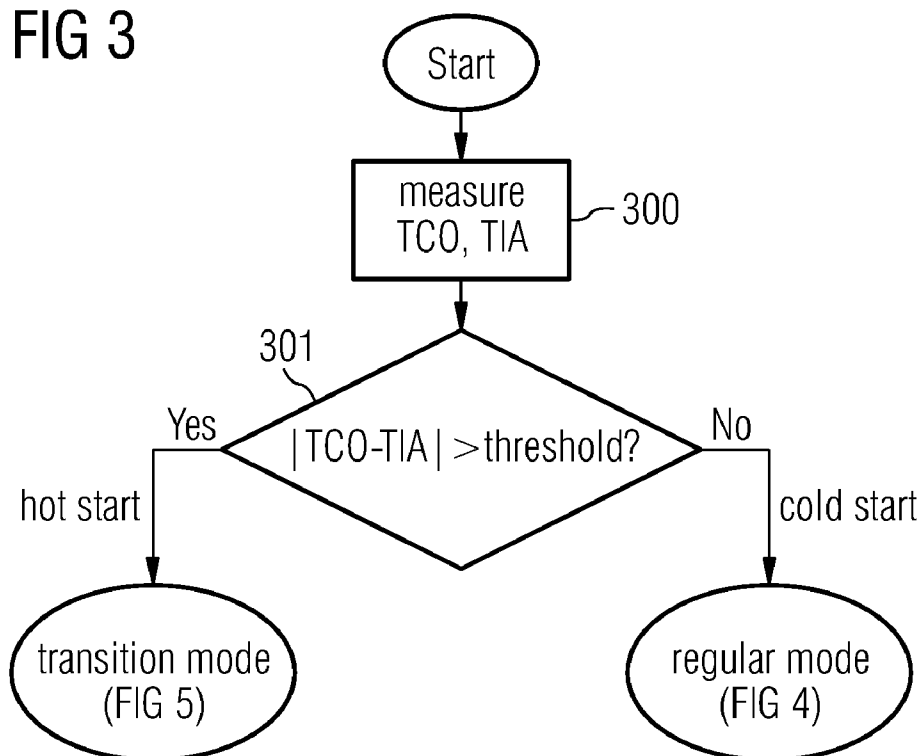 FIG 3
Start
measure
TCO, TIA
300
301
|TCO-TIA| >threshold?
Yes
No
hot start
cold start
transition mode
(FIG 5)
regular mode
(FIG 4)